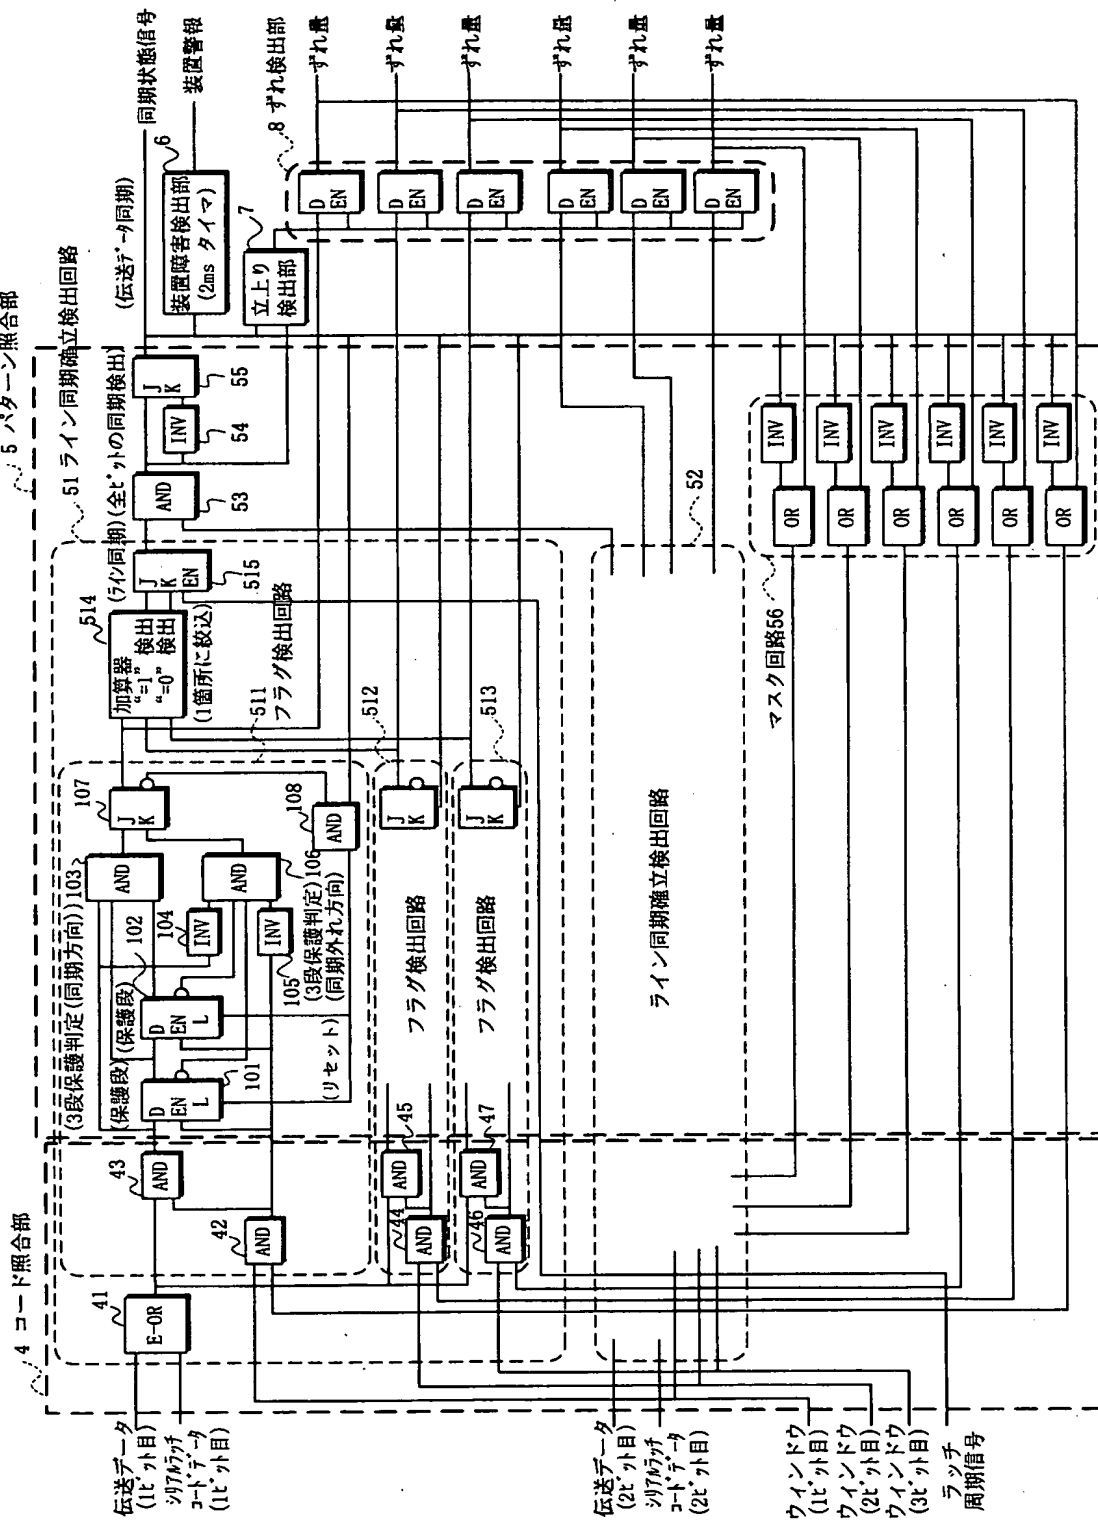 4 コード照合部
5 パターン照合部
51 ライン同期確立検出回路
伝送データ
(1ﾋﾞｯﾄ目)
ｼﾘｱﾙﾗｯﾁ
ｺｰﾄﾞﾃﾞｰﾀ
(1ﾋﾞｯﾄ目)
41
E-OR
42
AND
43
AND
(3段保護判定(同期方向))
(保護段)
(保護段)
D
EN
L
101
D
EN
L
102
103
AND
104
INV
INV
105
AND
106
(3段保護判定)
(同期外れ方向)
(リセット)
107
J
K
108
AND
511
フラグ検出回路
44
AND
45
AND
フラグ検出回路
J
K
512
46
AND
47
AND
フラグ検出回路
J
K
513
514
加算器
“=1” 検出
“=0” 検出
(1箇所に絞込)
(ﾗｲﾝ同期)
J
K
EN
515
(全ﾋﾞｯﾄの同期検出)
AND
53
INV
54
J
K
55
(伝送ﾃﾞｰﾀ同期)
同期状態信号
6
装置障害検出部
(2ms タイマ)
装置警報
7
立上り
検出部
8 ずれ検出部
D
EN
ずれ量
D
EN
ずれ量
D
EN
ずれ量
D
EN
ずれ量
D
EN
ずれ量
D
EN
ずれ量
伝送データ
(2ﾋﾞｯﾄ目)
ｼﾘｱﾙﾗｯﾁ
ｺｰﾄﾞﾃﾞｰﾀ
(2ﾋﾞｯﾄ目)
ライン同期確立検出回路
52
ウィンドウ
(1ﾋﾞｯﾄ目)
ウィンドウ
(2ﾋﾞｯﾄ目)
ウィンドウ
(3ﾋﾞｯﾄ目)
ラッチ
周期信号
マスク回路56
OR
INV
OR
INV
OR
INV
OR
INV
OR
INV
OR
INV